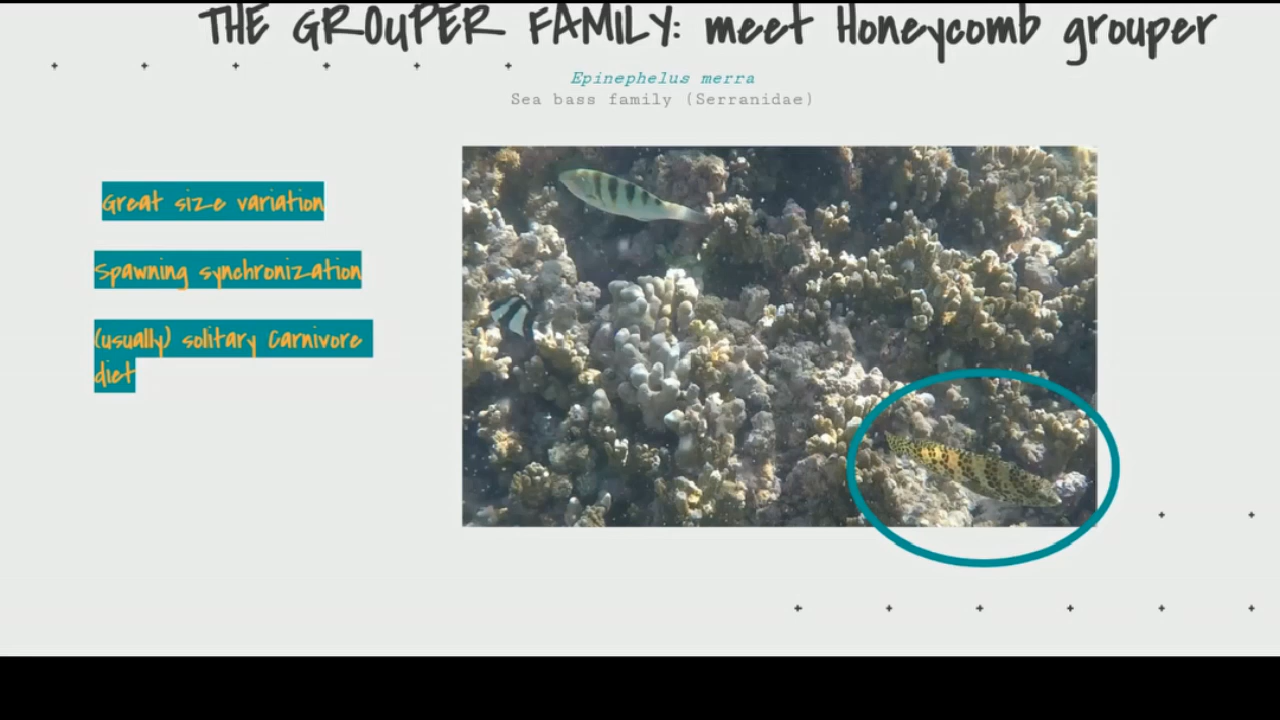 THE GROUPER FAMILY: meet Honeycomb grouper
Epinephelus merra
Sea bass family (Serranidae)
Great size variation
Spawning synchronization
(usually) solitary Carnivore
diet